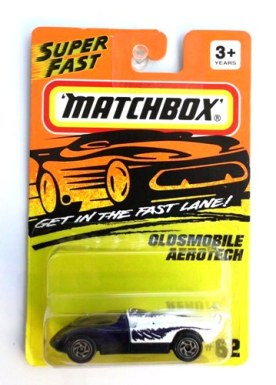 SUPER
FAST
3+
YEARS
MATCHBOX®
GET IN THE FAST LANE!
OLDSMOBILE
AEROTECH
#62